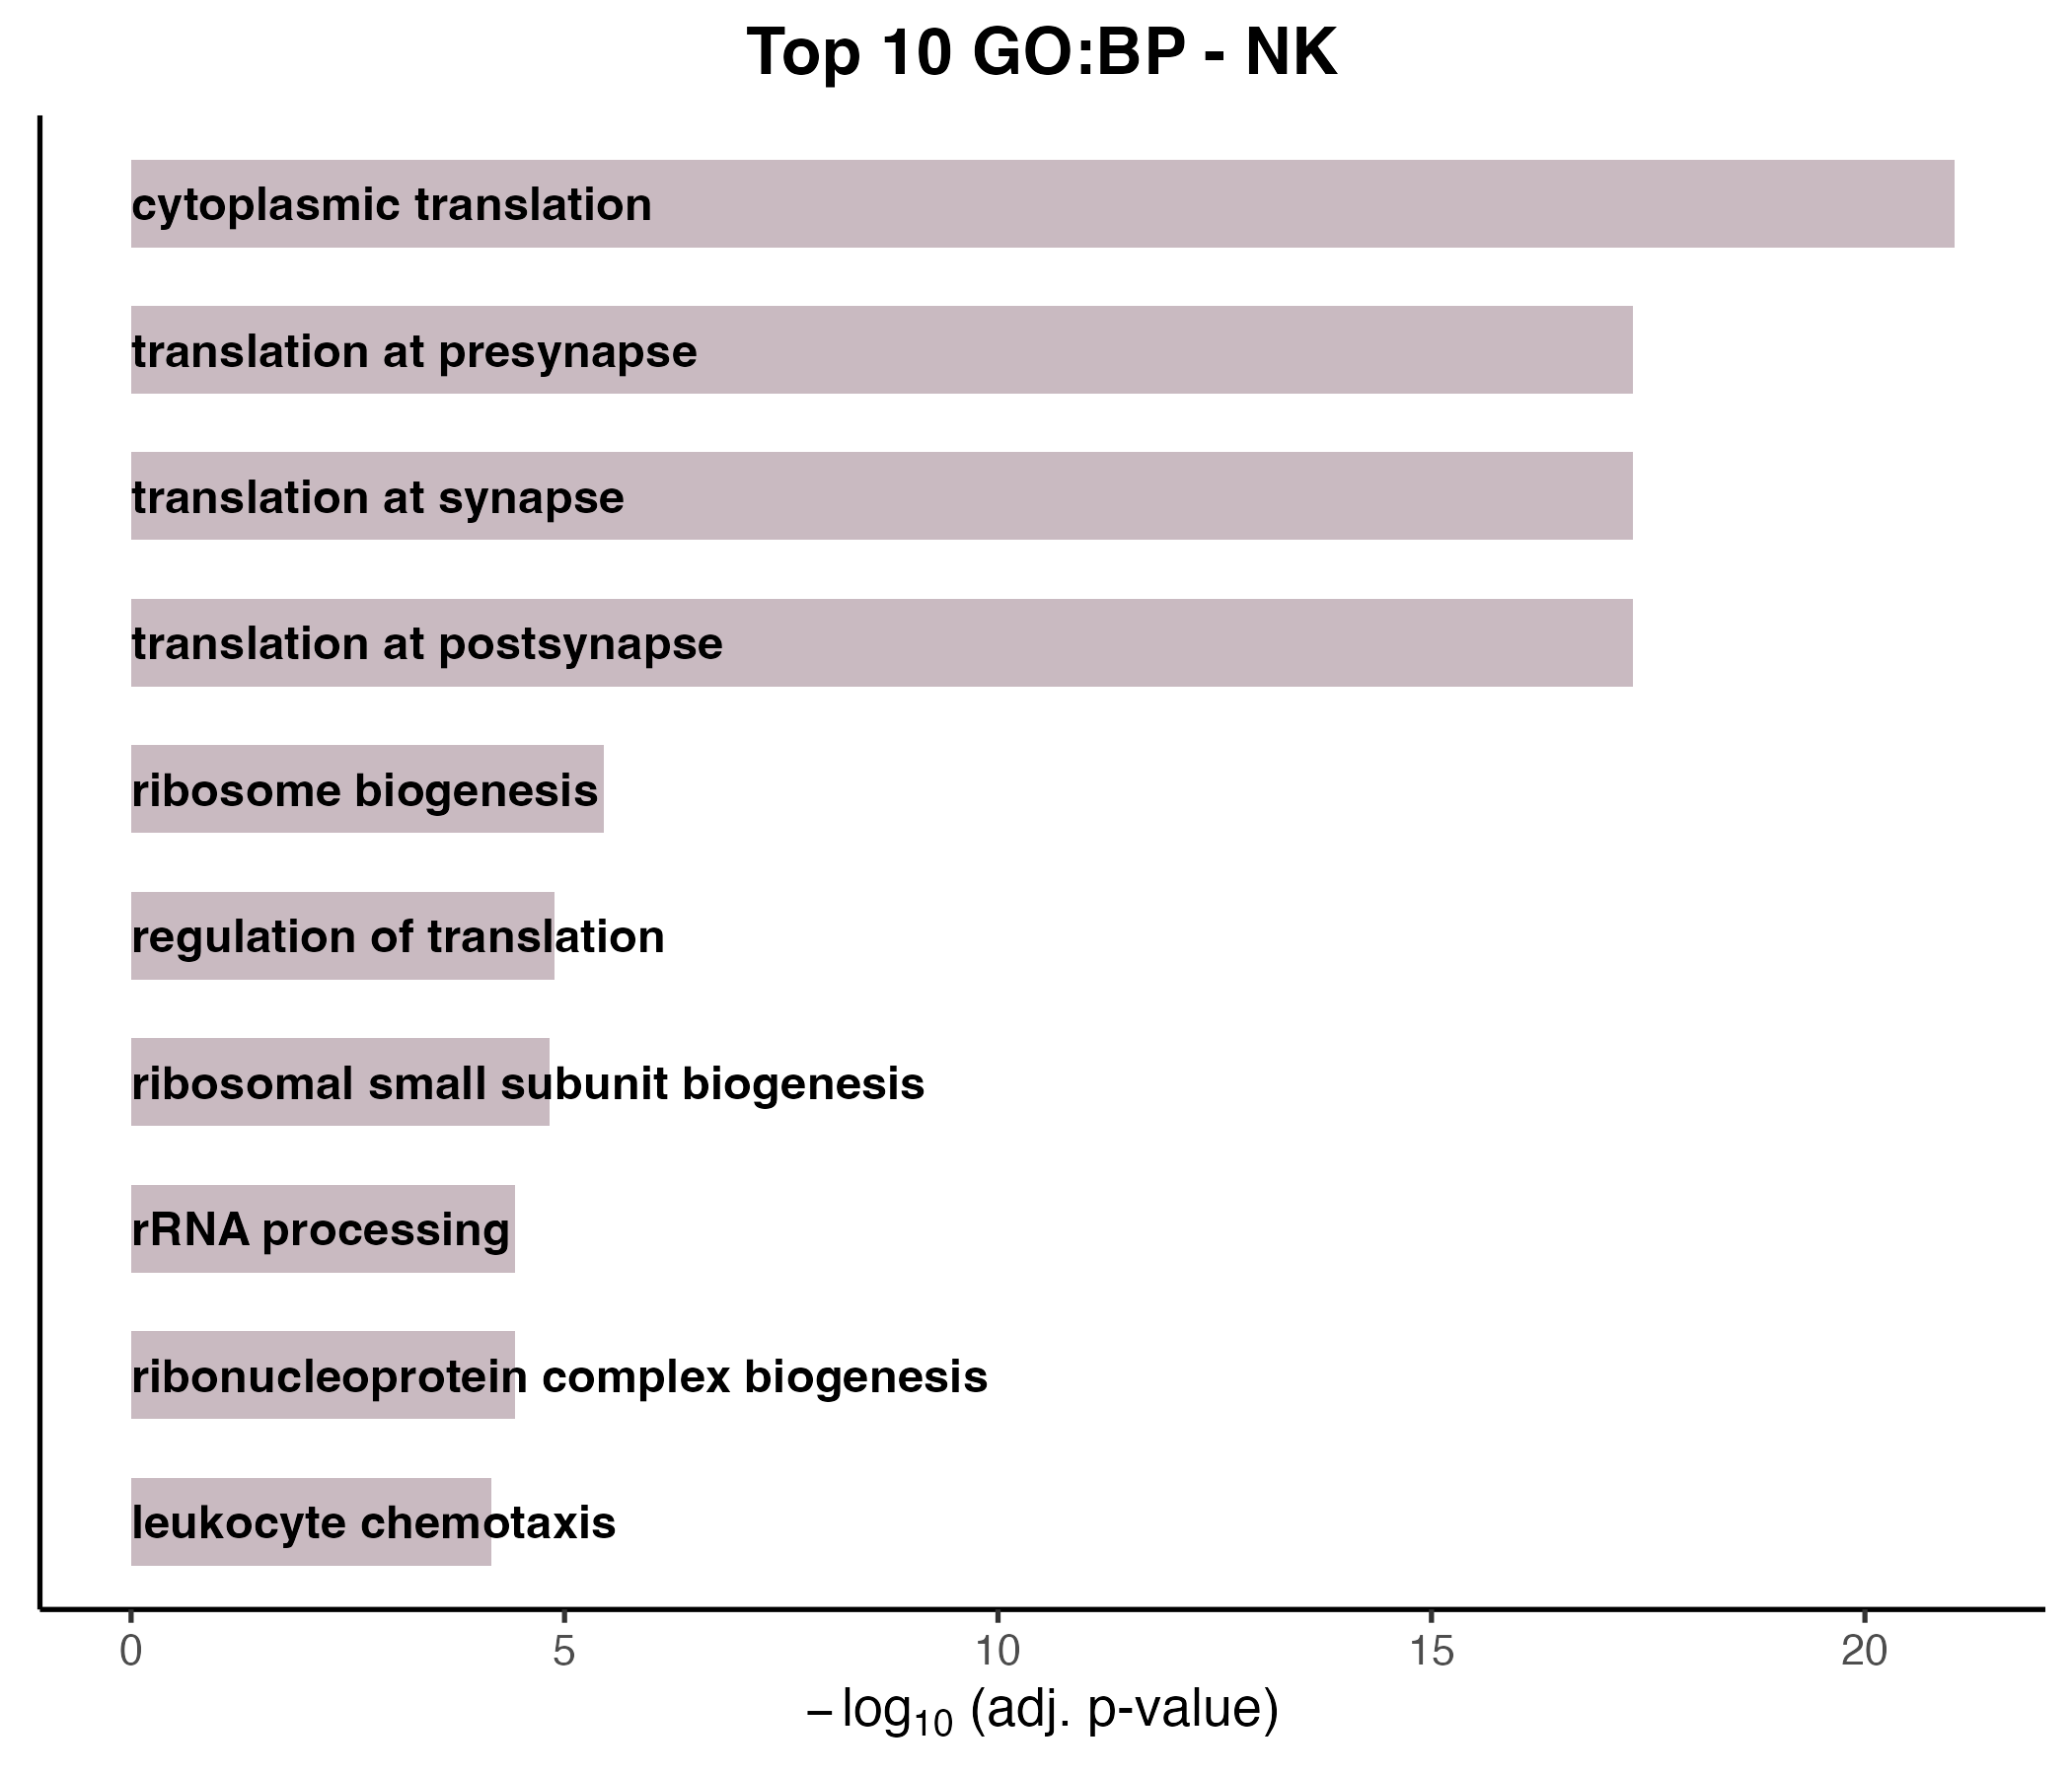 Top 10 GO:BP - NK
cytoplasmic translation
translation at presynapse
translation at synapse
translation at postsynapse
ribosome biogenesis
regulation of translation
ribosomal small subunit biogenesis
rRNA processing
ribonucleoprotein complex biogenesis
leukocyte chemotaxis
0 5 10 15 20
−log₁₀ (adj. p-value)